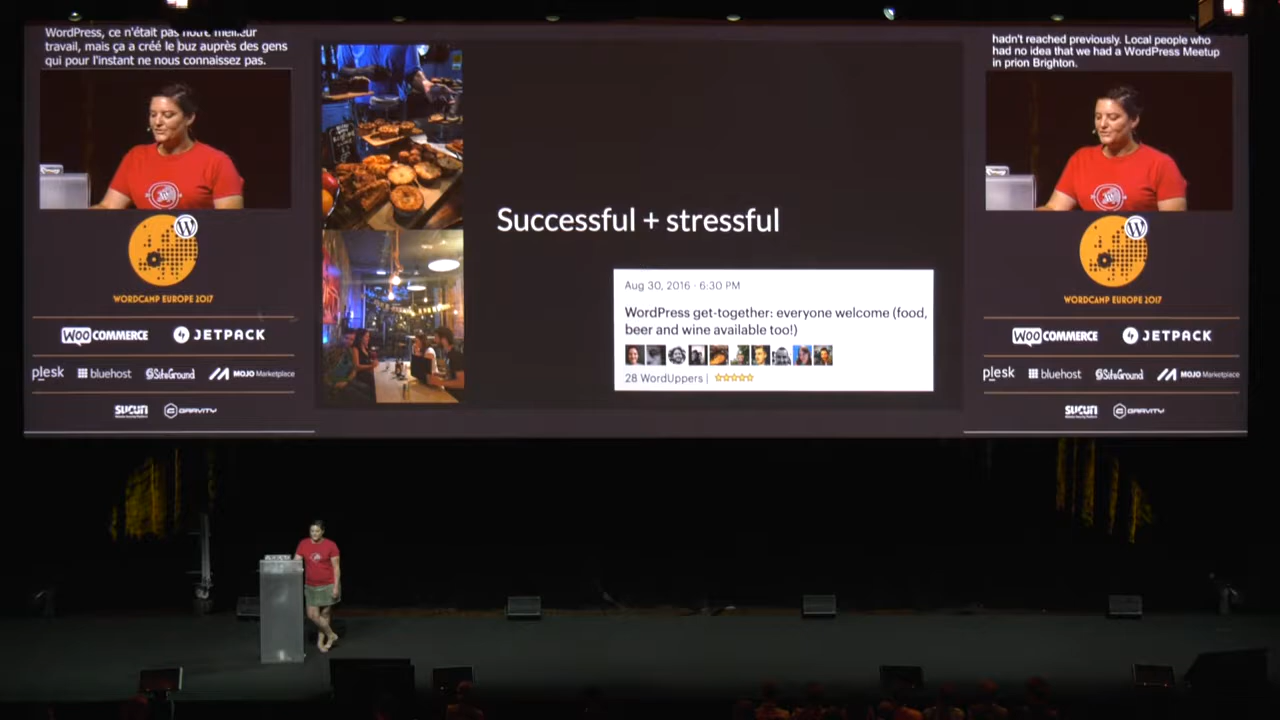 WordPress, ce n'était pas notre meilleur
travail, mais ça a créé le buz auprès des gens
qui pour l'instant ne nous connaissez pas.
WORDCAMP EUROPE 2017
WOO COMMERCE JETPACK
plesk bluehost SiteGround MOJO Marketplace
SUCURI GRAVITY
Successful + stressful
Aug 30, 2016 · 6:30 PM
WordPress get-together: everyone welcome (food,
beer and wine available too!)
28 WordUppers |
hadn't reached previously. Local people who
had no idea that we had a WordPress Meetup
in prion Brighton.
WORDCAMP EUROPE 2017
WOO COMMERCE JETPACK
plesk bluehost SiteGround MOJO Marketplace
SUCURI GRAVITY